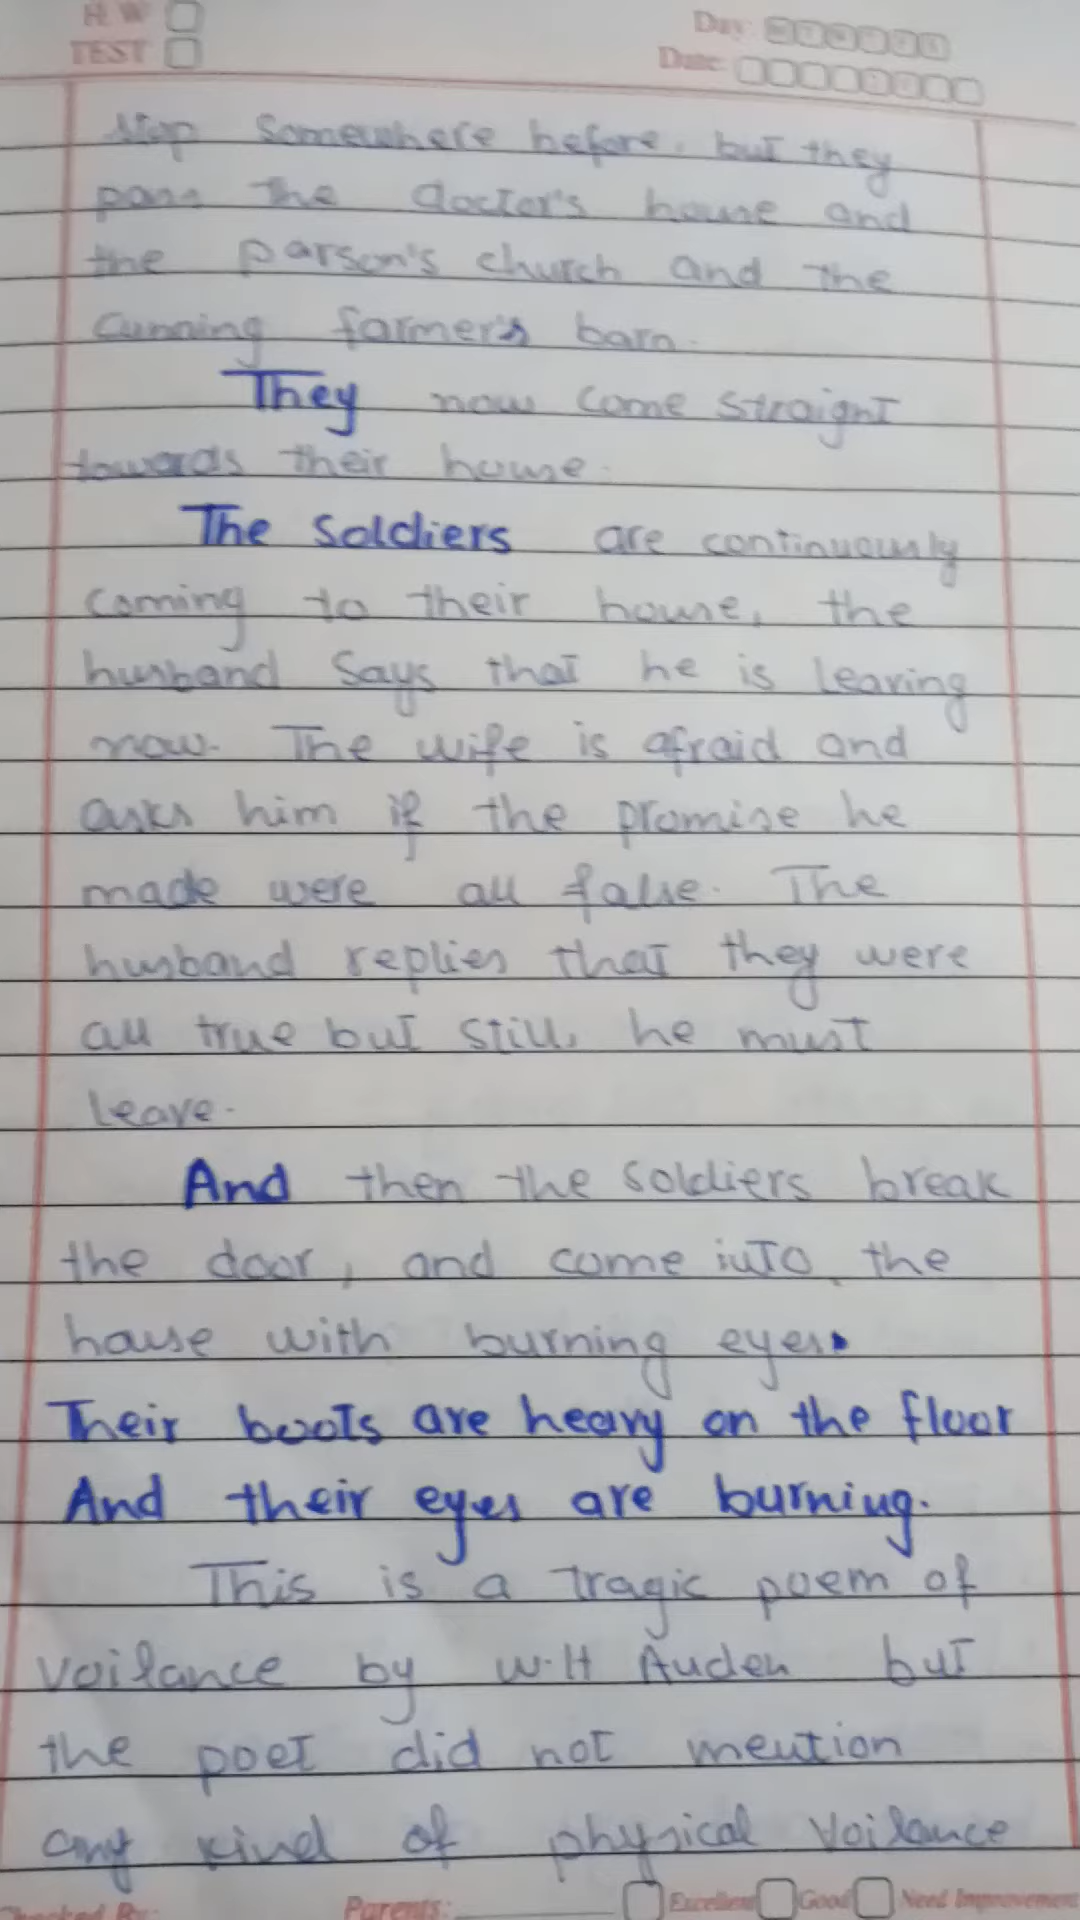 H.W
TEST
Day
Date
stop somewhere before, but they
pass the doctor's house and
the parson's church and the
cunning farmer's barn.
They now come straight
towards their house.
The Soldiers are continuously
coming to their house, the
husband says that he is leaving
now. The wife is afraid and
asks him if the promise he
made were all false. The
husband replies that they were
all true but still, he must
leave.
And then the soldiers break
the door, and come into the
house with burning eyes.
Their boots are heavy on the floor
And their eyes are burning.
This is a tragic poem of
voilance by W.H Auden but
the poet did not mention
any kind of physical voilance
Checked By: Parents: Excellent Good Need Improvement